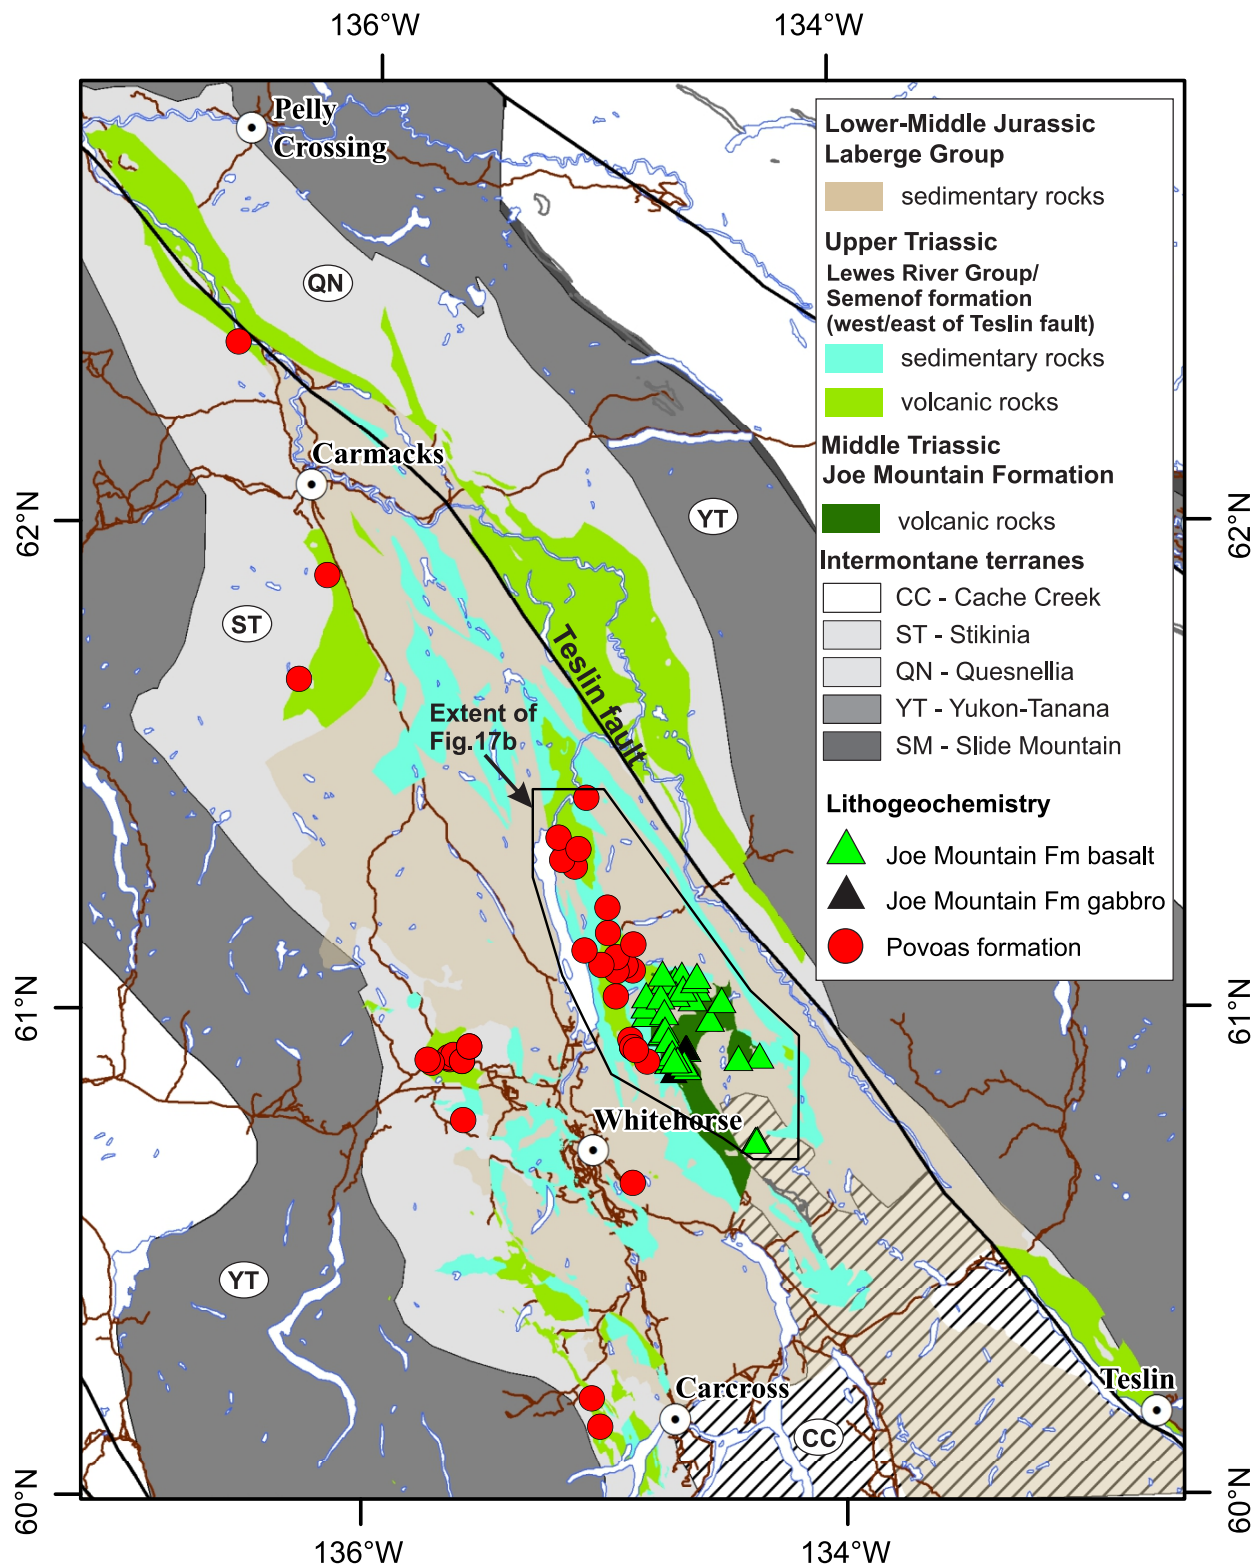 136°W
134°W
Pelly
Crossing
QN
Carmacks
62°N
62°N
YT
ST
Teslin fault
Extent of
Fig.17b
61°N
61°N
Whitehorse
YT
Carcross
Teslin
CC
60°N
60°N
136°W
134°W
Lower-Middle Jurassic
Laberge Group
sedimentary rocks
Upper Triassic
Lewes River Group/
Semenof formation
(west/east of Teslin fault)
sedimentary rocks
volcanic rocks
Middle Triassic
Joe Mountain Formation
volcanic rocks
Intermontane terranes
CC - Cache Creek
ST - Stikinia
QN - Quesnellia
YT - Yukon-Tanana
SM - Slide Mountain
Lithogeochemistry
Joe Mountain Fm basalt
Joe Mountain Fm gabbro
Povoas formation